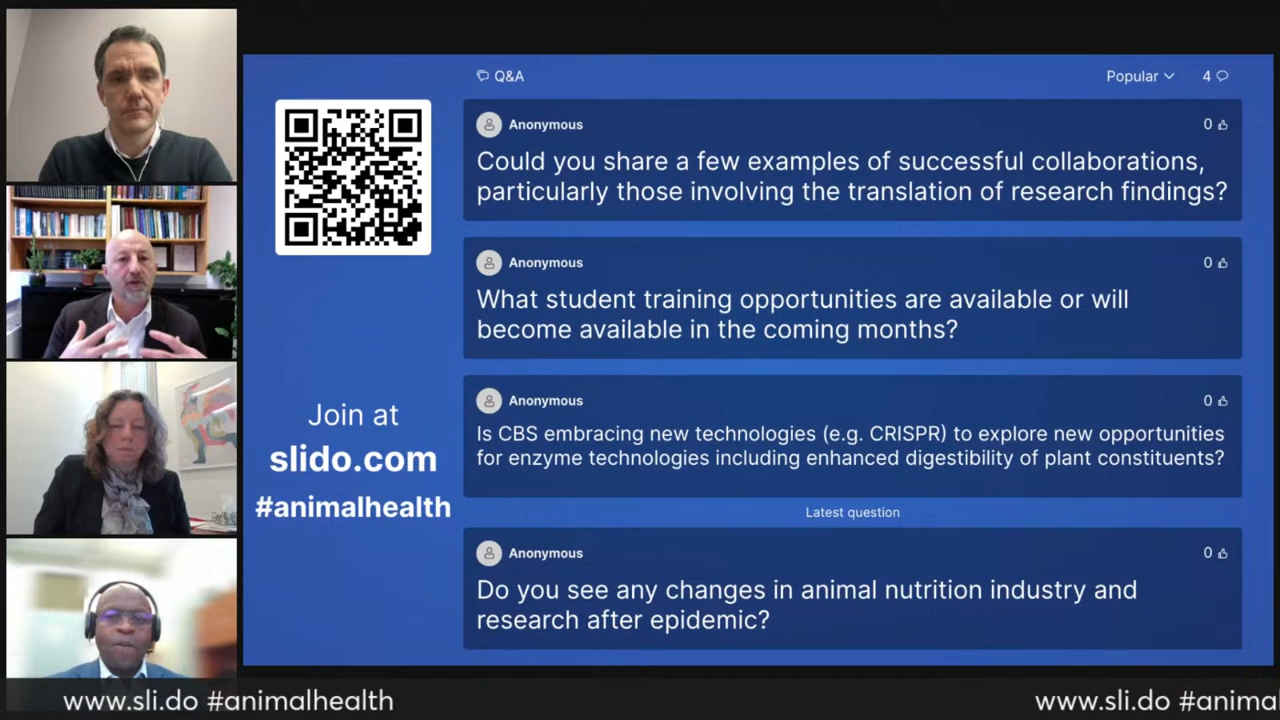 Q&A
Popular
4
Anonymous
0
Could you share a few examples of successful collaborations,
particularly those involving the translation of research findings?
Anonymous
0
What student training opportunities are available or will
become available in the coming months?
Anonymous
0
Is CBS embracing new technologies (e.g. CRISPR) to explore new opportunities
for enzyme technologies including enhanced digestibility of plant constituents?
Latest question
Anonymous
0
Do you see any changes in animal nutrition industry and
research after epidemic?
Join at
slido.com
#animalhealth
www.sli.do #animalhealth
www.sli.do #animal